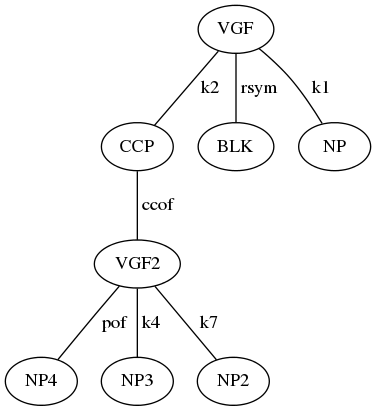 VGF
k2 rsym k1
CCP BLK NP
ccof
VGF2
pof k4 k7
NP4 NP3 NP2